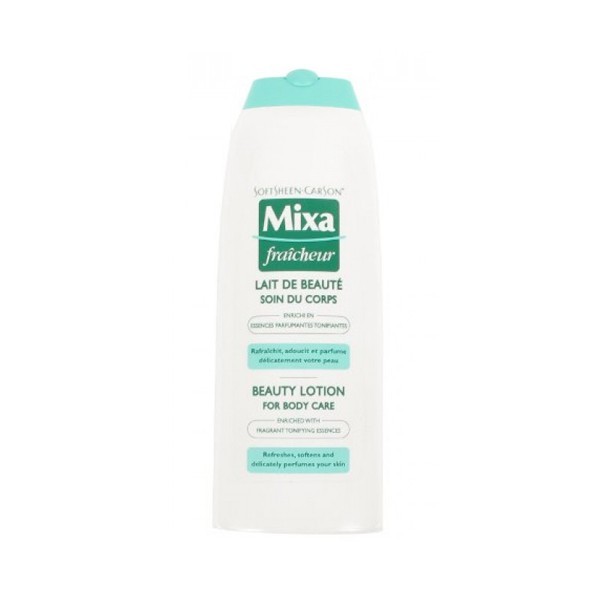 SOFTSHEEN·CARSON®
Mixa
fraîcheur
LAIT DE BEAUTÉ
SOIN DU CORPS
ENRICHI EN
ESSENCES PARFUMANTES TONIFIANTES
Rafraîchit, adoucit et parfume
délicatement votre peau
BEAUTY LOTION
FOR BODY CARE
ENRICHED WITH
FRAGRANT TONIFYING ESSENCES
Refreshes, softens and
delicately perfumes your skin